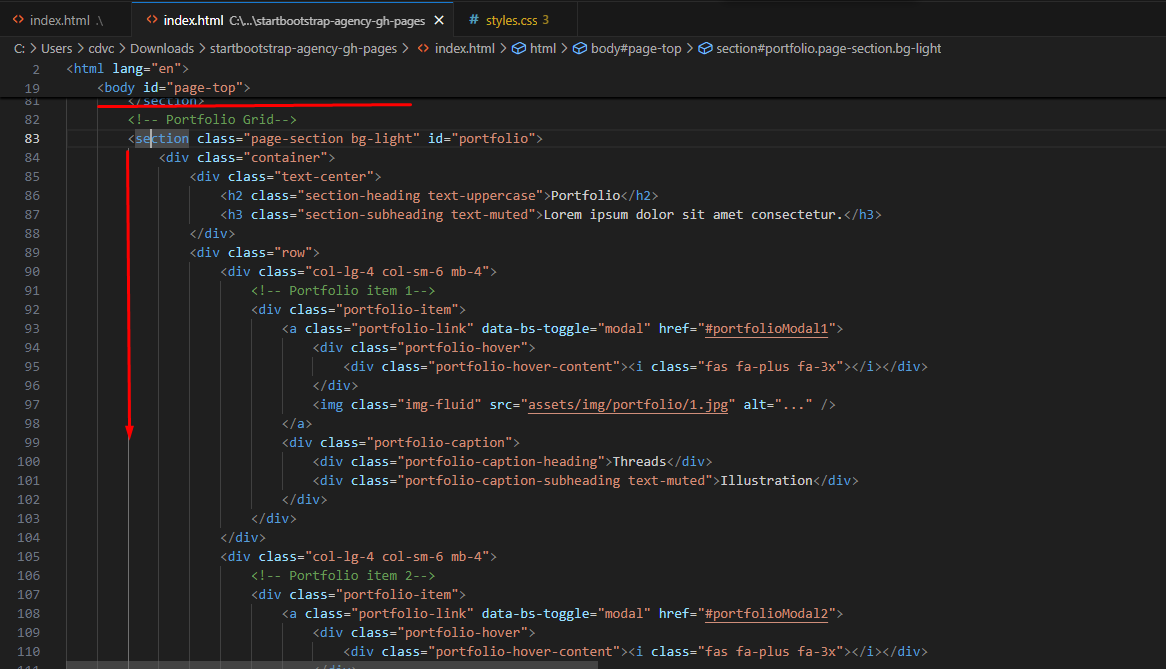 index.html .\
index.html C:\...\startbootstrap-agency-gh-pages ×
# styles.css 3
C: > Users > cdvc > Downloads > startbootstrap-agency-gh-pages > <> index.html > html > body#page-top > section#portfolio.page-section.bg-light
2 <html lang="en">
19 <body id="page-top">
81 </section>
82 <!-- Portfolio Grid-->
83 <section class="page-section bg-light" id="portfolio">
84 <div class="container">
85 <div class="text-center">
86 <h2 class="section-heading text-uppercase">Portfolio</h2>
87 <h3 class="section-subheading text-muted">Lorem ipsum dolor sit amet consectetur.</h3>
88 </div>
89 <div class="row">
90 <div class="col-lg-4 col-sm-6 mb-4">
91 <!-- Portfolio item 1-->
92 <div class="portfolio-item">
93 <a class="portfolio-link" data-bs-toggle="modal" href="#portfolioModal1">
94 <div class="portfolio-hover">
95 <div class="portfolio-hover-content"><i class="fas fa-plus fa-3x"></i></div>
96 </div>
97 <img class="img-fluid" src="assets/img/portfolio/1.jpg" alt="..." />
98 </a>
99 <div class="portfolio-caption">
100 <div class="portfolio-caption-heading">Threads</div>
101 <div class="portfolio-caption-subheading text-muted">Illustration</div>
102 </div>
103 </div>
104 </div>
105 <div class="col-lg-4 col-sm-6 mb-4">
106 <!-- Portfolio item 2-->
107 <div class="portfolio-item">
108 <a class="portfolio-link" data-bs-toggle="modal" href="#portfolioModal2">
109 <div class="portfolio-hover">
110 <div class="portfolio-hover-content"><i class="fas fa-plus fa-3x"></i></div>
111 </div>